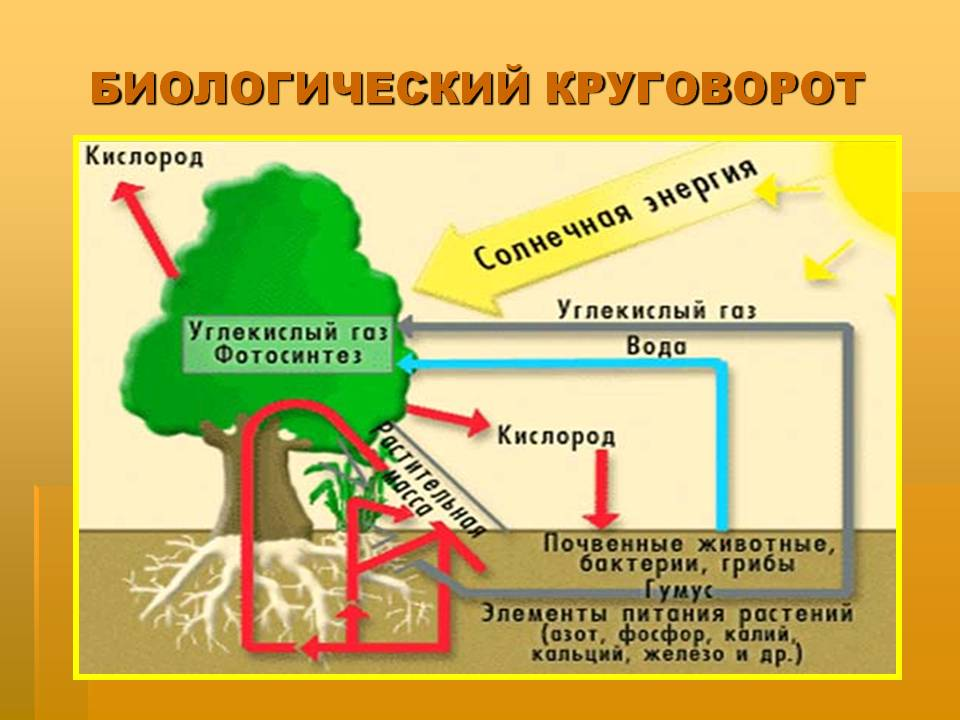 БИОЛОГИЧЕСКИЙ КРУГОВОРОТ
Кислород
Солнечная энергия
Углекислый газ
Вода
Углекислый газ
Фотосинтез
Кислород
Растительная
масса
Почвенные животные,
бактерии, грибы
Гумус
Элементы питания растений
(азот, фосфор, калий,
кальций, железо и др.)